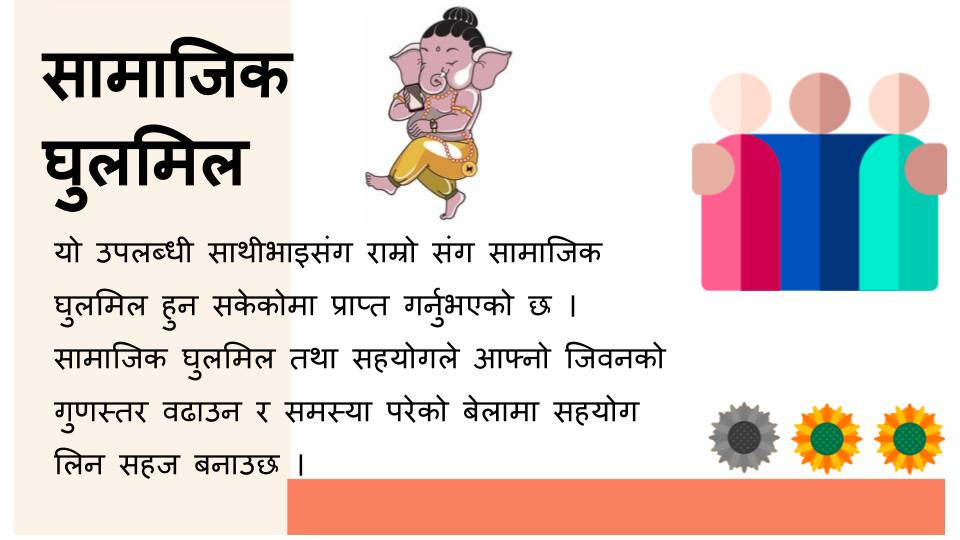 सामाजिक
घुलमिल
यो उपलब्धी साथीभाइसंग राम्रो संग सामाजिक
घुलमिल हुन सकेकोमा प्राप्त गर्नुभएको छ ।
सामाजिक घुलमिल तथा सहयोगले आफ्नो जिवनको
गुणस्तर वढाउन र समस्या परेको बेलामा सहयोग
लिन सहज बनाउछ ।